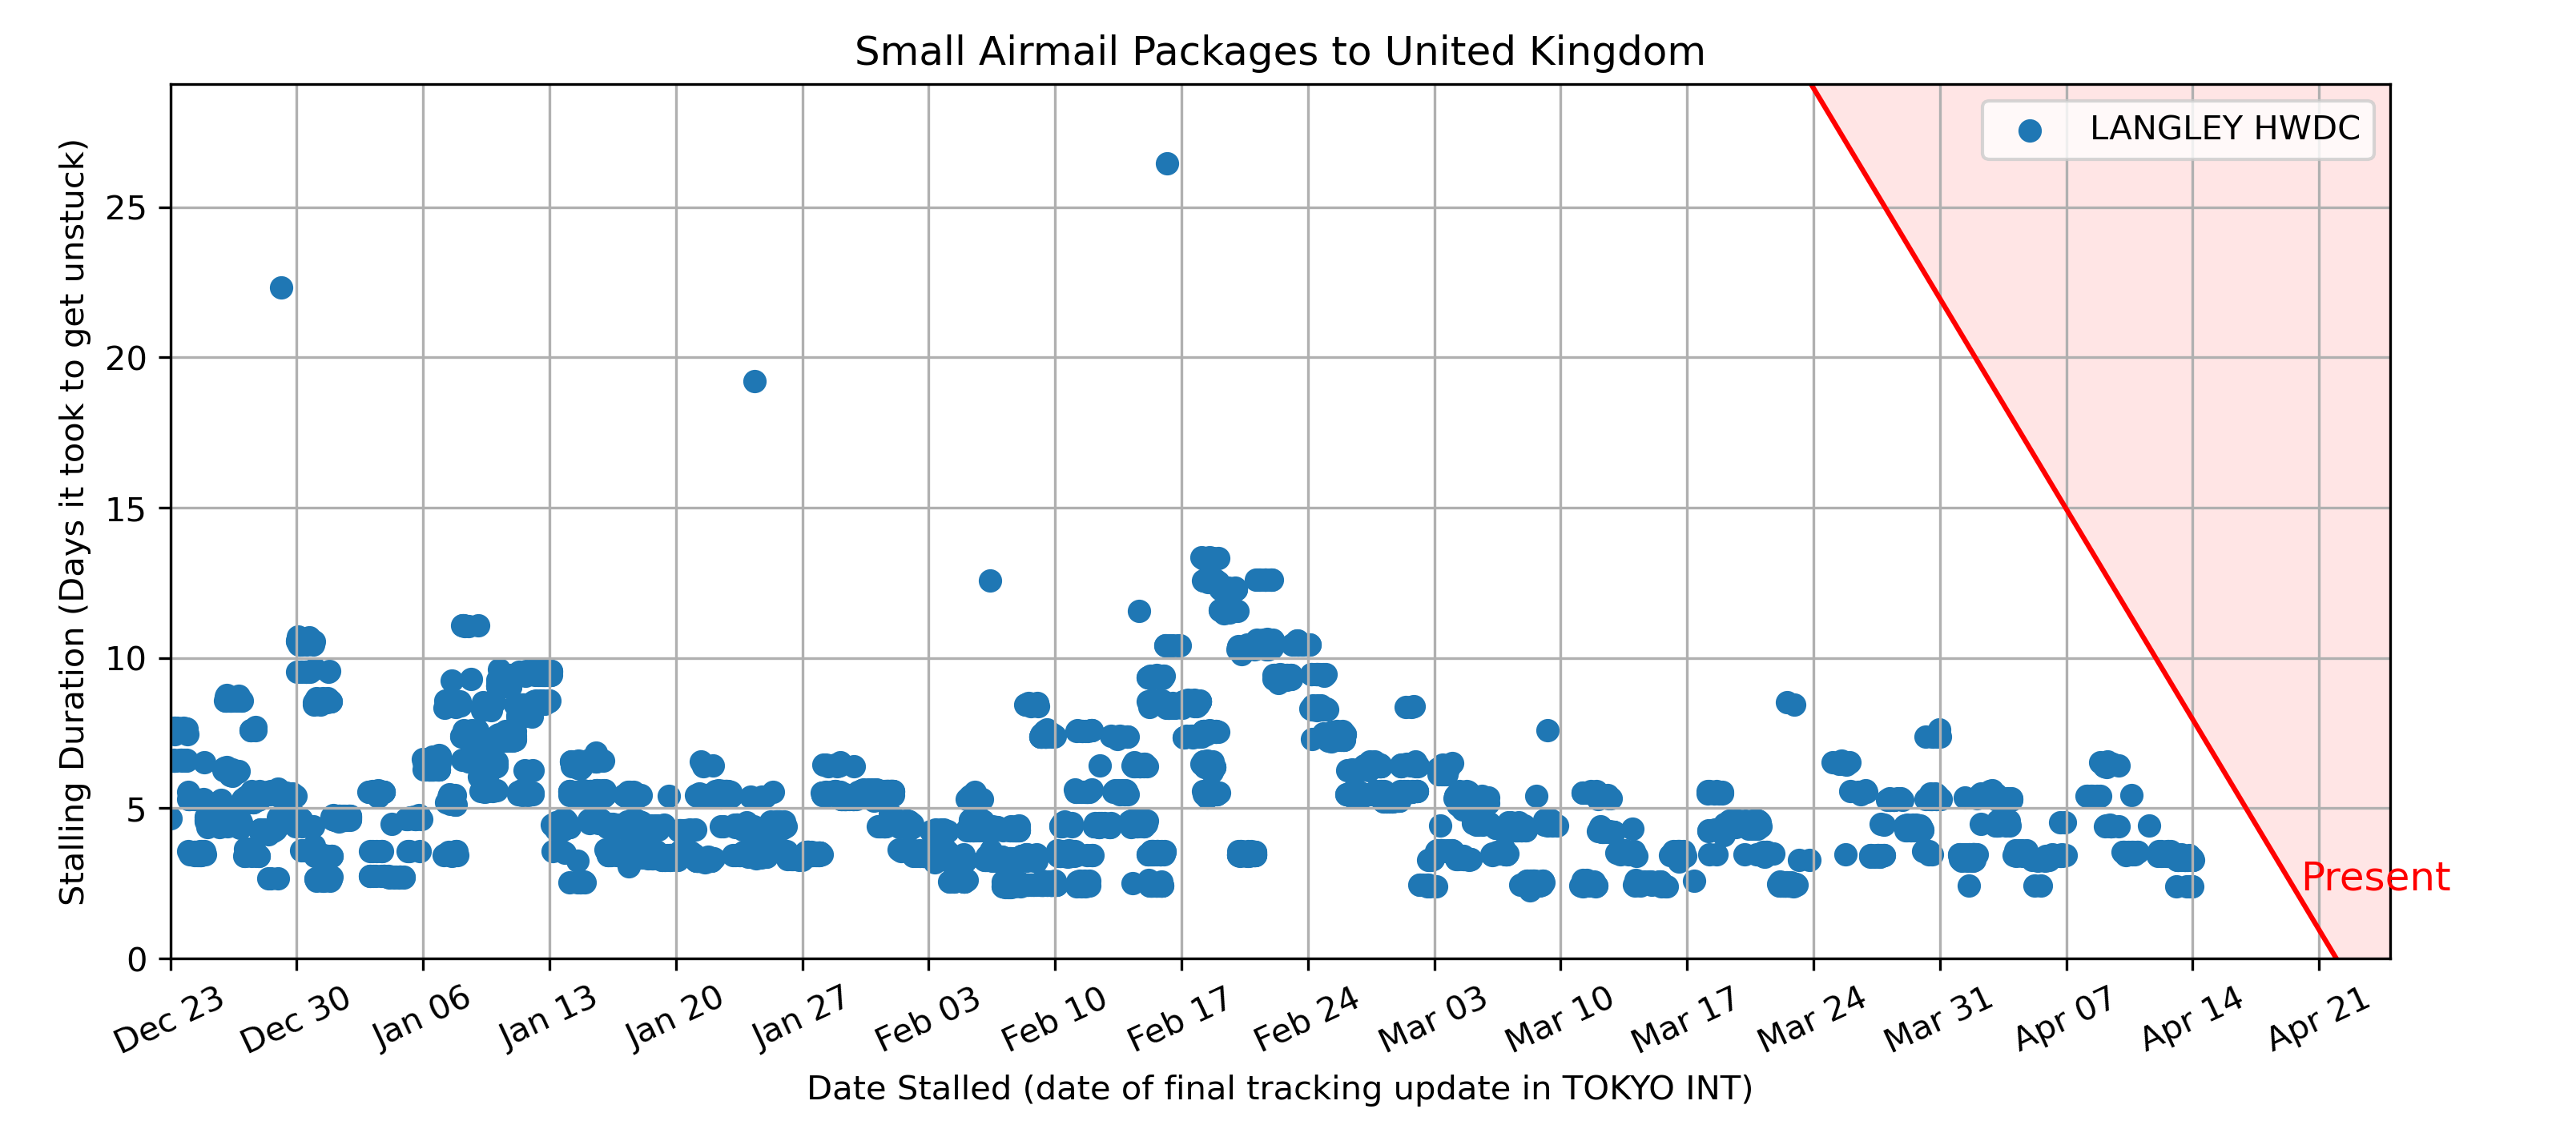 Small Airmail Packages to United Kingdom
LANGLEY HWDC
Stalling Duration (Days it took to get unstuck)
25
20
15
10
5
0
Present
Dec 23
Dec 30
Jan 06
Jan 13
Jan 20
Jan 27
Feb 03
Feb 10
Feb 17
Feb 24
Mar 03
Mar 10
Mar 17
Mar 24
Mar 31
Apr 07
Apr 14
Apr 21
Date Stalled (date of final tracking update in TOKYO INT)